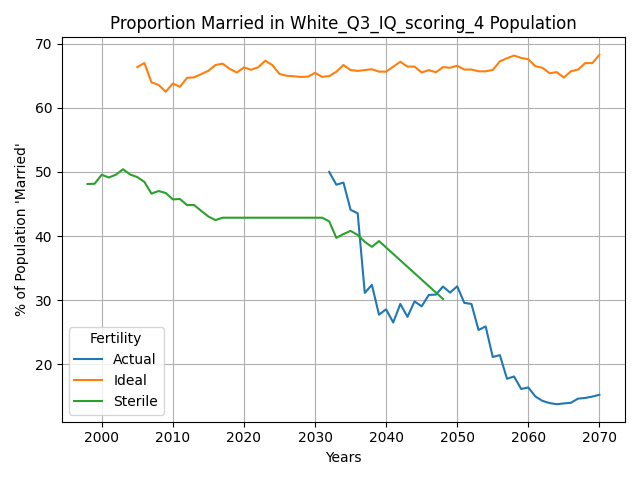 Proportion Married in White_Q3_IQ_scoring_4 Population
% of Population 'Married'
70
60
50
40
30
20
Fertility
Actual
Ideal
Sterile
2000 2010 2020 2030 2040 2050 2060 2070
Years